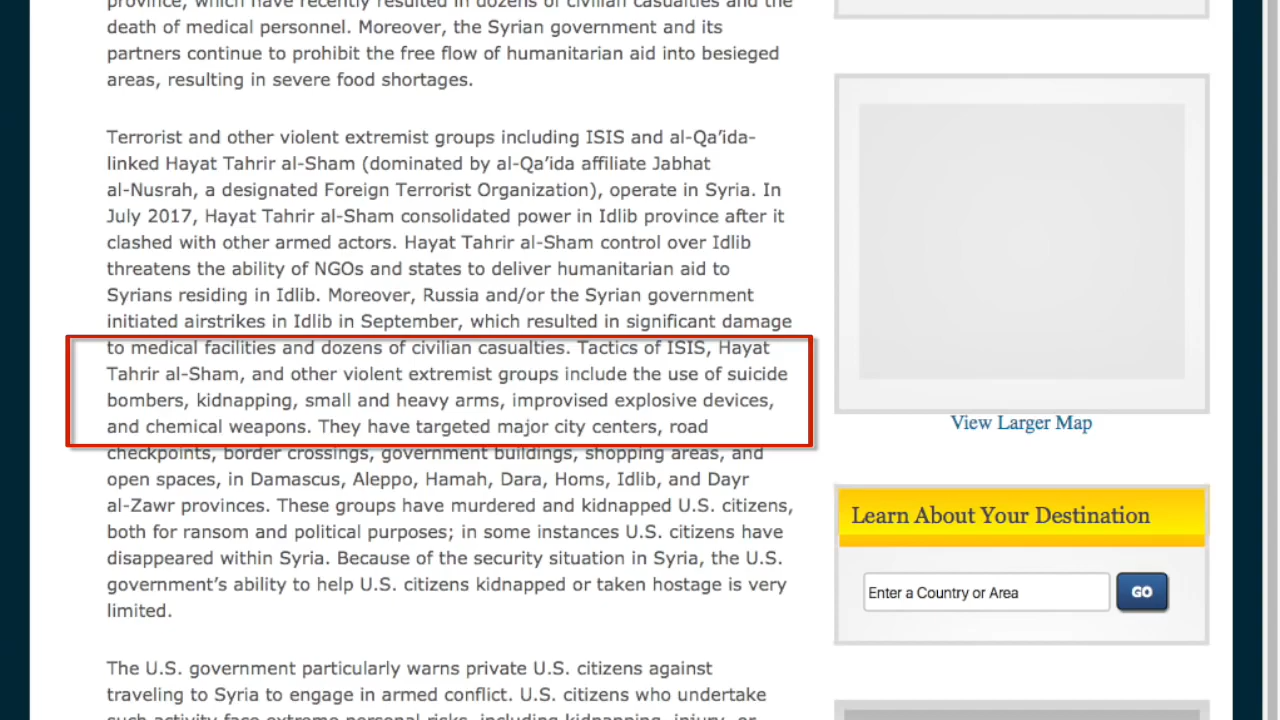 province, which have recently resulted in dozens of civilian casualties and the
death of medical personnel. Moreover, the Syrian government and its
partners continue to prohibit the free flow of humanitarian aid into besieged
areas, resulting in severe food shortages.
Terrorist and other violent extremist groups including ISIS and al-Qa’ida-
linked Hayat Tahrir al-Sham (dominated by al-Qa’ida affiliate Jabhat
al-Nusrah, a designated Foreign Terrorist Organization), operate in Syria. In
July 2017, Hayat Tahrir al-Sham consolidated power in Idlib province after it
clashed with other armed actors. Hayat Tahrir al-Sham control over Idlib
threatens the ability of NGOs and states to deliver humanitarian aid to
Syrians residing in Idlib. Moreover, Russia and/or the Syrian government
initiated airstrikes in Idlib in September, which resulted in significant damage
to medical facilities and dozens of civilian casualties. Tactics of ISIS, Hayat
Tahrir al-Sham, and other violent extremist groups include the use of suicide
bombers, kidnapping, small and heavy arms, improvised explosive devices,
and chemical weapons. They have targeted major city centers, road
checkpoints, border crossings, government buildings, shopping areas, and
open spaces, in Damascus, Aleppo, Hamah, Dara, Homs, Idlib, and Dayr
al-Zawr provinces. These groups have murdered and kidnapped U.S. citizens,
both for ransom and political purposes; in some instances U.S. citizens have
disappeared within Syria. Because of the security situation in Syria, the U.S.
government’s ability to help U.S. citizens kidnapped or taken hostage is very
limited.
The U.S. government particularly warns private U.S. citizens against
traveling to Syria to engage in armed conflict. U.S. citizens who undertake
such activity face extreme personal risks, including kidnapping, injury, or
View Larger Map
Learn About Your Destination
Enter a Country or Area
GO